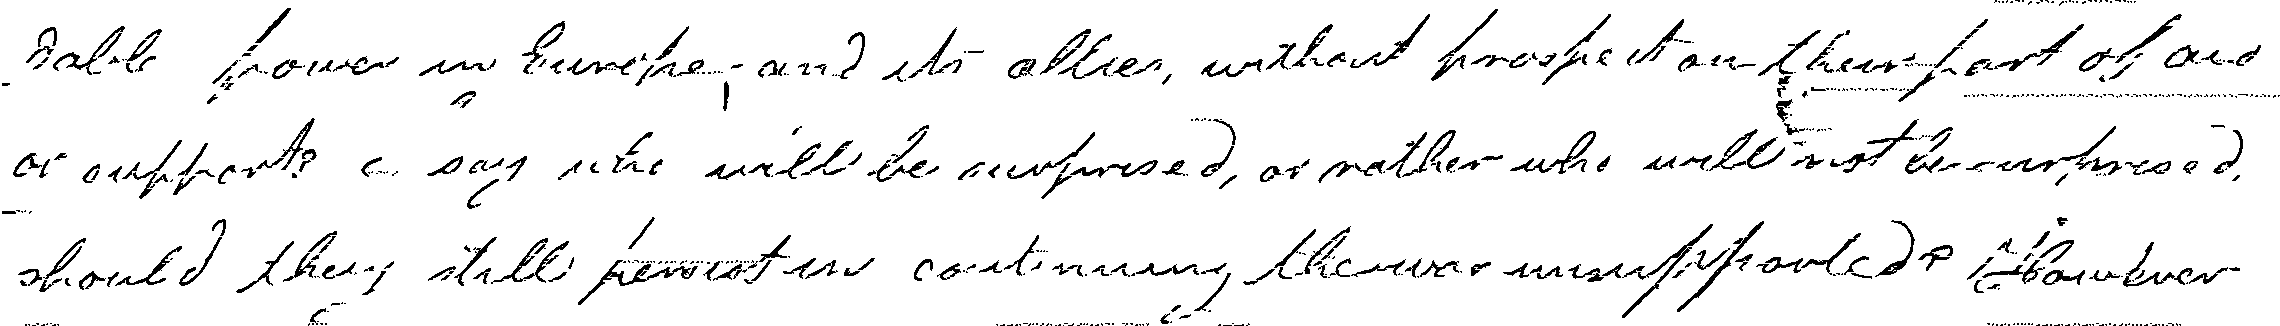 dable power in Europe, and its allies, without prospect on their part of aid
or support? I say who will be surprised, or rather who will not be surprised,
should they still persist in continuing the war unsupported? However